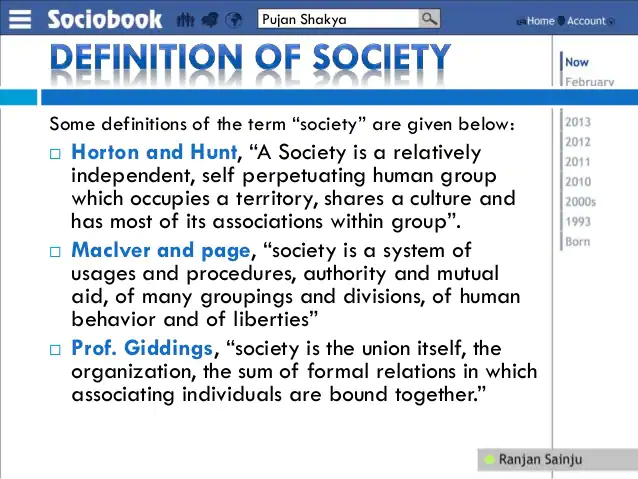 Sociobook
Pujan Shakya
Home Account
DEFINITION OF SOCIETY
Now
February
2013
2012
2011
2010
2000s
1993
Born
Some definitions of the term “society” are given below:
Horton and Hunt, “A Society is a relatively
independent, self perpetuating human group
which occupies a territory, shares a culture and
has most of its associations within group”.
MacIver and page, “society is a system of
usages and procedures, authority and mutual
aid, of many groupings and divisions, of human
behavior and of liberties”
Prof. Giddings, “society is the union itself, the
organization, the sum of formal relations in which
associating individuals are bound together.”
Ranjan Sainju